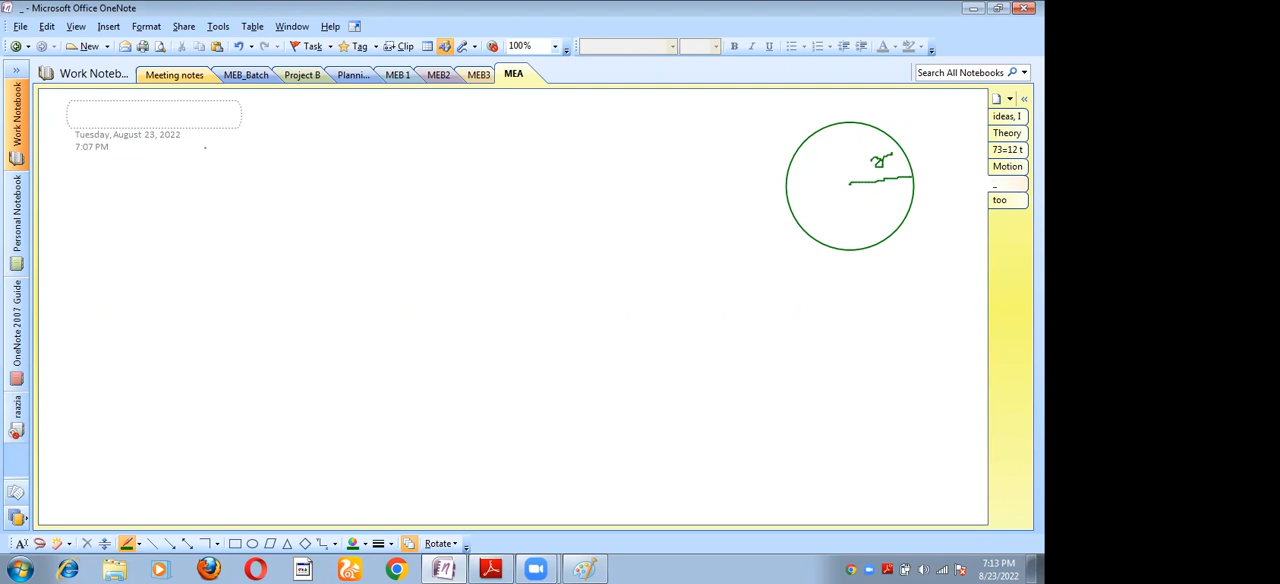 _ - Microsoft Office OneNote
File Edit View Insert Format Share Tools Table Window Help
New Task Tag Clip 100% B I U A
Work Noteb... Meeting notes MEB_Batch Project B Planni... MEB 1 MEB2 MEB3 MEA Search All Notebooks
Work Notebook
Personal Notebook
OneNote 2007 Guide
raazia
Tuesday, August 23, 2022
7:07 PM
r
ideas, I
Theory
73=12 t
Motion
_
too
Rotate
7:13 PM
8/23/2022